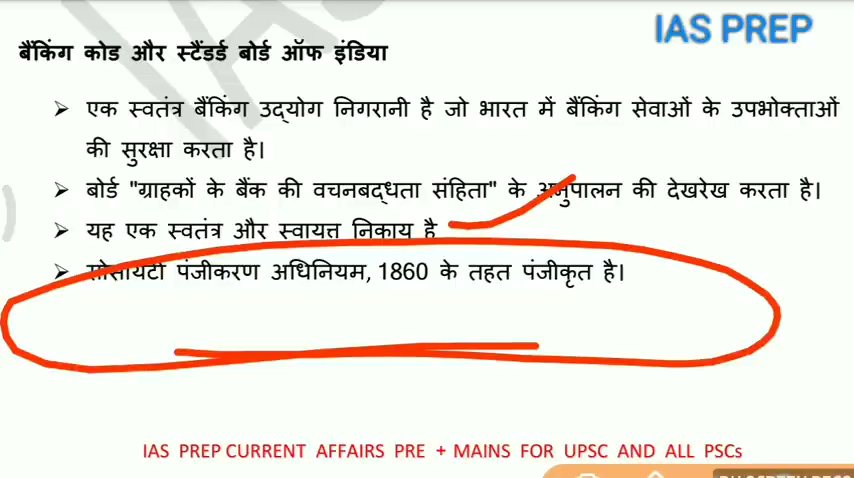 IAS PREP
बैंकिंग कोड और स्टैंडर्ड बोर्ड ऑफ इंडिया
➤ एक स्वतंत्र बैंकिंग उद्योग निगरानी है जो भारत में बैंकिंग सेवाओं के उपभोक्ताओं
की सुरक्षा करता है।
➤ बोर्ड "ग्राहकों के बैंक की वचनबद्धता संहिता" के अनुपालन की देखरेख करता है।
➤ यह एक स्वतंत्र और स्वायत्त निकाय है
➤ सोसायटी पंजीकरण अधिनियम, 1860 के तहत पंजीकृत है।
IAS PREP CURRENT AFFAIRS PRE + MAINS FOR UPSC AND ALL PSCs